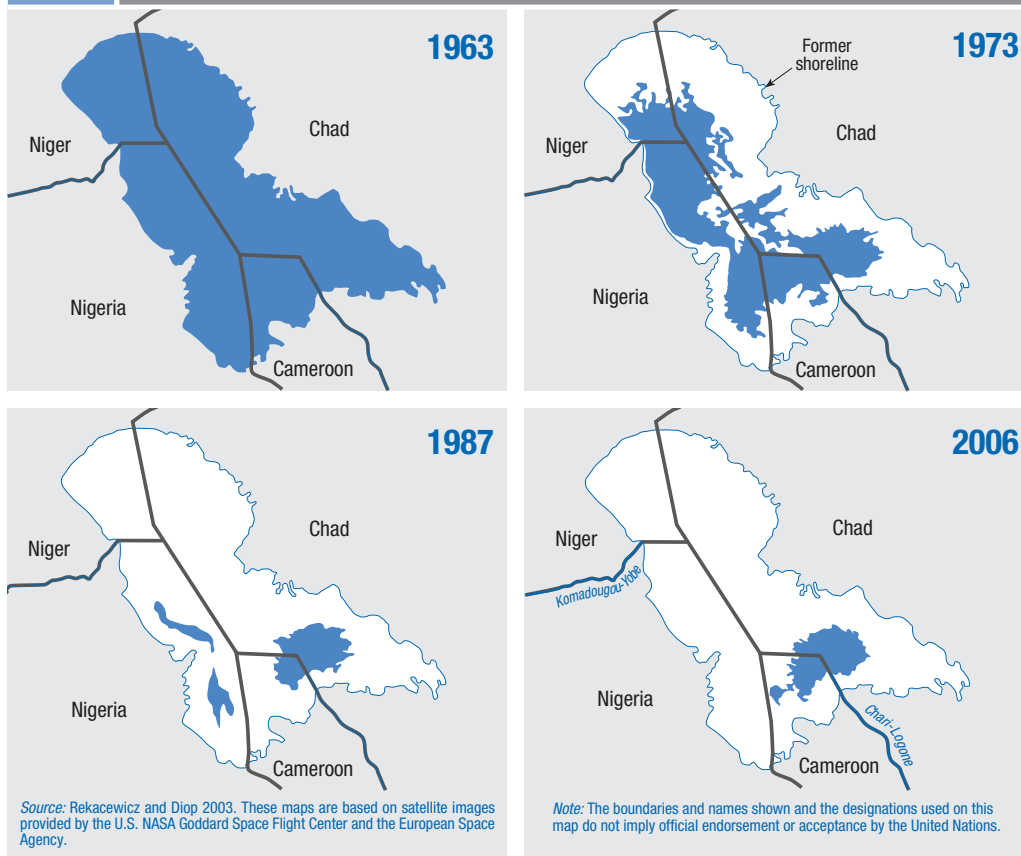 1963
Niger
Chad
Nigeria
Cameroon
1973
Former
shoreline
Niger
Chad
Nigeria
Cameroon
1987
Niger
Chad
Nigeria
Cameroon
Source: Rekacewicz and Diop 2003. These maps are based on satellite images
provided by the U.S. NASA Goddard Space Flight Center and the European Space
Agency.
2006
Niger
Chad
Komadougou-Yobe
Nigeria
Chari-Logone
Cameroon
Note: The boundaries and names shown and the designations used on this
map do not imply official endorsement or acceptance by the United Nations.